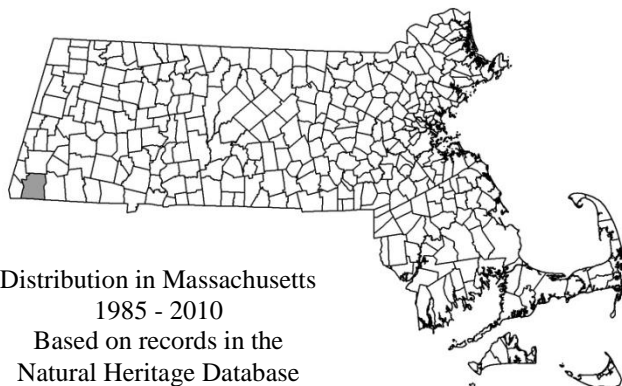 Distribution in Massachusetts
1985 - 2010
Based on records in the
Natural Heritage Database